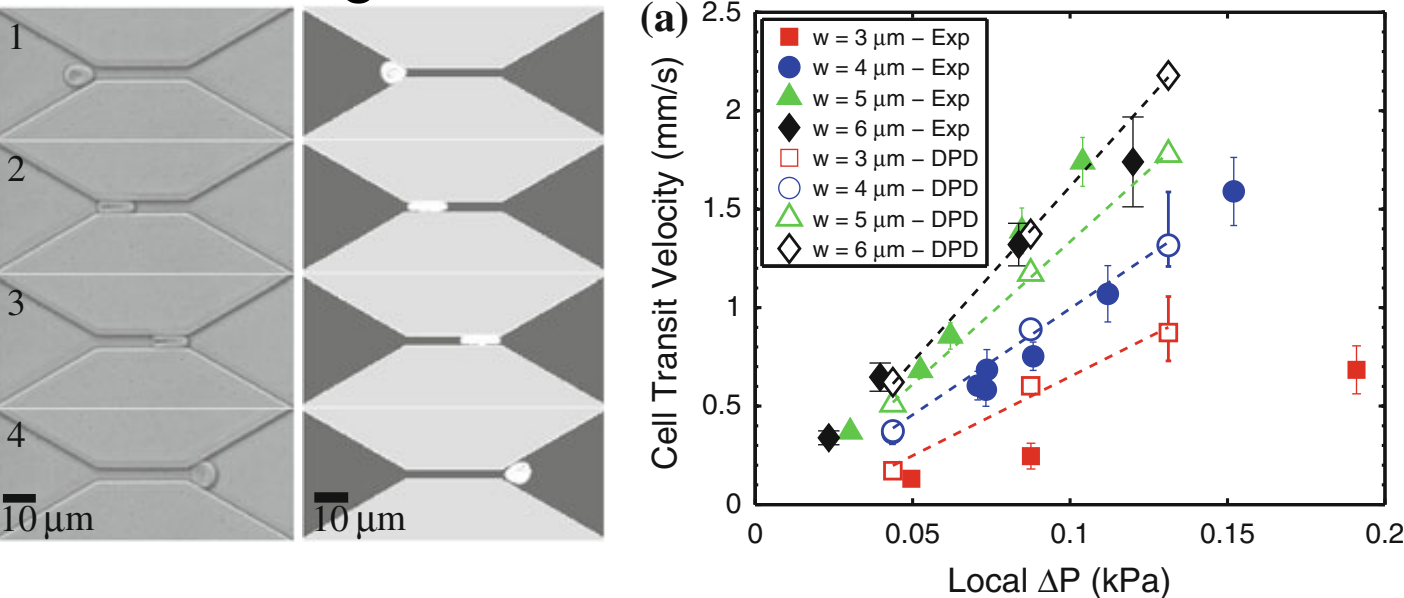 1
2
3
4
10 μm
10 μm
(a)
w = 3 μm – Exp
w = 4 μm – Exp
w = 5 μm – Exp
w = 6 μm – Exp
w = 3 μm – DPD
w = 4 μm – DPD
w = 5 μm – DPD
w = 6 μm – DPD
Cell Transit Velocity (mm/s)
2.5
2
1.5
1
0.5
0
0
0.05
0.1
0.15
0.2
Local ΔP (kPa)